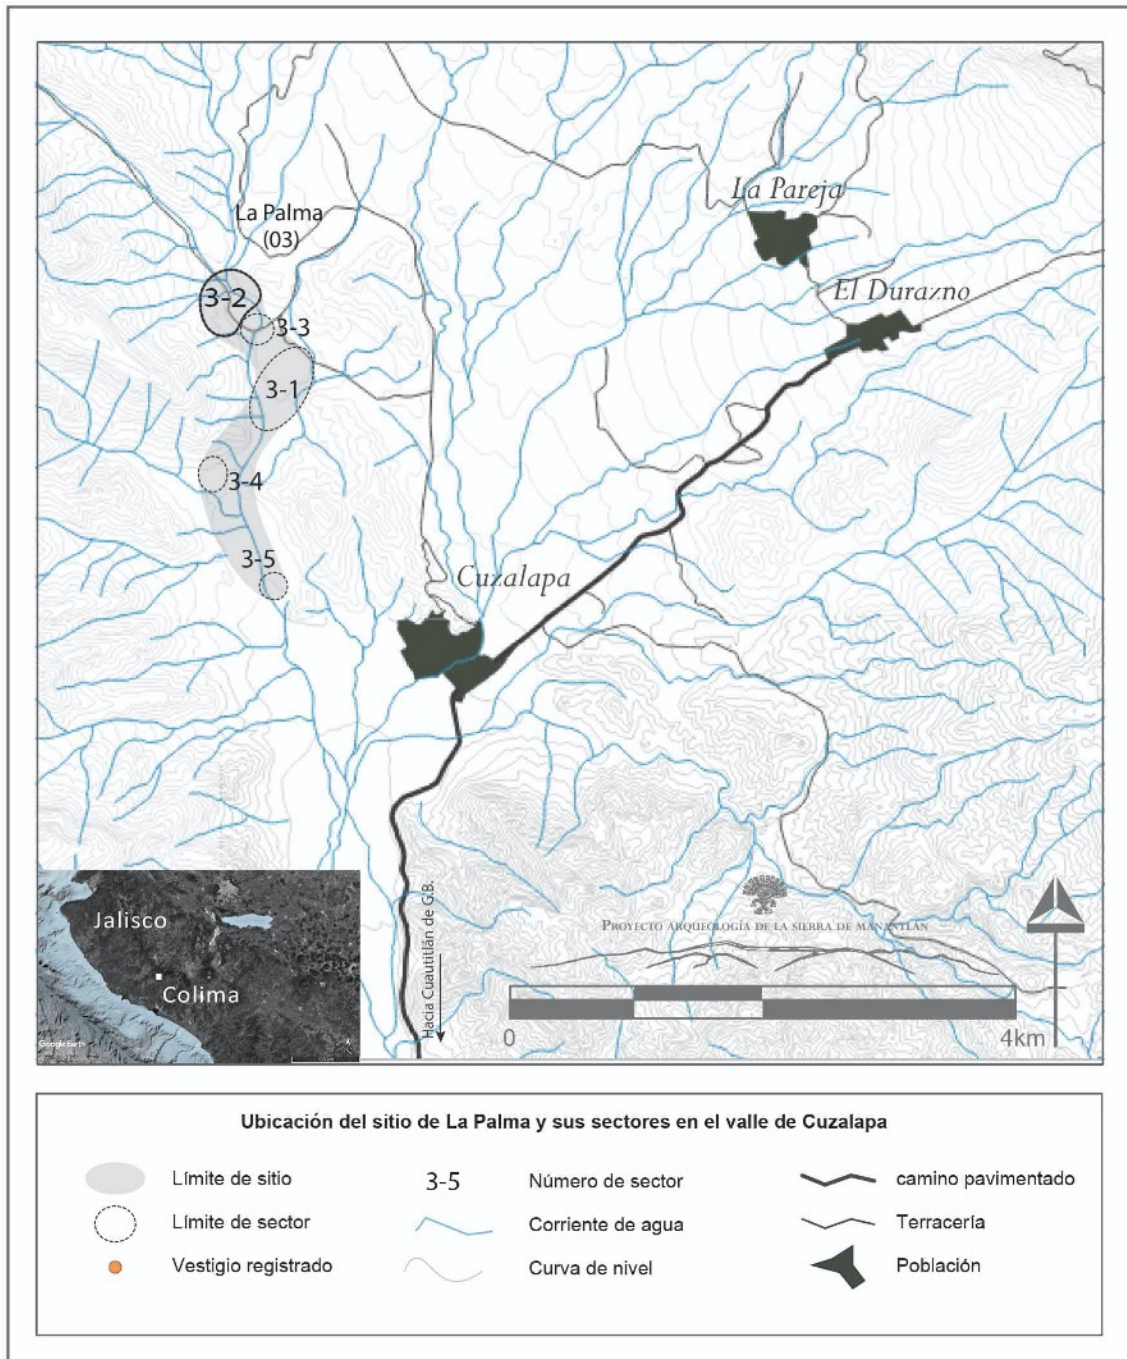 La Pareja
La Palma
(03)
3-2
El Durazno
3-3
3-1
3-4
3-5
Cuzalapa
Jalisco
Colima
Google Earth
Hacia Cuautitlán de G.B.
Proyecto arqueología de la sierra de manantlán
0
4km
Ubicación del sitio de La Palma y sus sectores en el valle de Cuzalapa
Límite de sitio
3-5
Número de sector
camino pavimentado
Límite de sector
Corriente de agua
Terracería
Vestigio registrado
Curva de nivel
Población